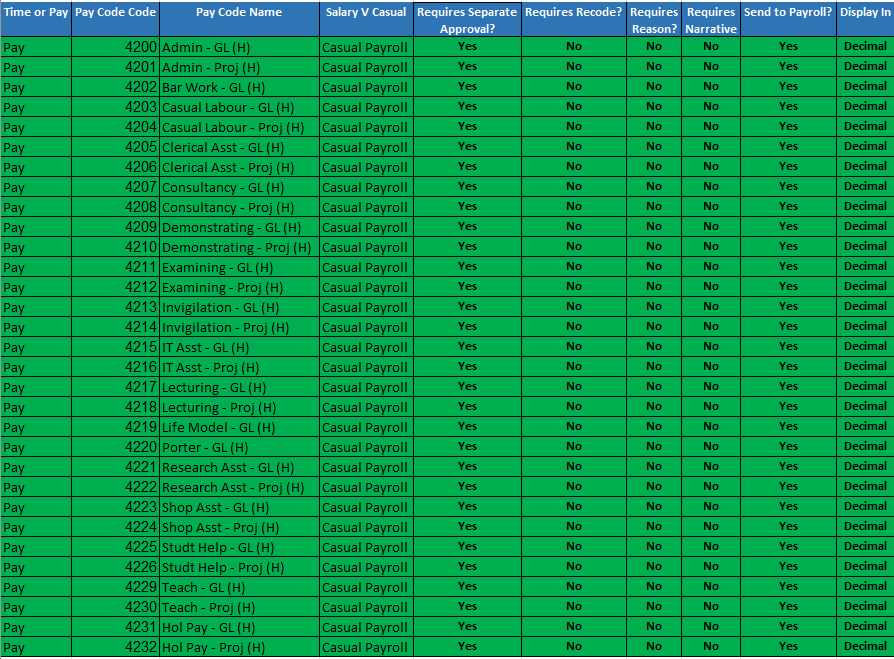 Time or Pay Pay Code Code Pay Code Name Salary V Casual Requires Separate Approval? Requires Recode? Requires Reason? Requires Narrative Send to Payroll? Display In
Pay 4200 Admin - GL (H) Casual Payroll Yes No No No Yes Decimal
Pay 4201 Admin - Proj (H) Casual Payroll Yes No No No Yes Decimal
Pay 4202 Bar Work - GL (H) Casual Payroll Yes No No No Yes Decimal
Pay 4203 Casual Labour - GL (H) Casual Payroll Yes No No No Yes Decimal
Pay 4204 Casual Labour - Proj (H) Casual Payroll Yes No No No Yes Decimal
Pay 4205 Clerical Asst - GL (H) Casual Payroll Yes No No No Yes Decimal
Pay 4206 Clerical Asst - Proj (H) Casual Payroll Yes No No No Yes Decimal
Pay 4207 Consultancy - GL (H) Casual Payroll Yes No No No Yes Decimal
Pay 4208 Consultancy - Proj (H) Casual Payroll Yes No No No Yes Decimal
Pay 4209 Demonstrating - GL (H) Casual Payroll Yes No No No Yes Decimal
Pay 4210 Demonstrating - Proj (H) Casual Payroll Yes No No No Yes Decimal
Pay 4211 Examining - GL (H) Casual Payroll Yes No No No Yes Decimal
Pay 4212 Examining - Proj (H) Casual Payroll Yes No No No Yes Decimal
Pay 4213 Invigilation - GL (H) Casual Payroll Yes No No No Yes Decimal
Pay 4214 Invigilation - Proj (H) Casual Payroll Yes No No No Yes Decimal
Pay 4215 IT Asst - GL (H) Casual Payroll Yes No No No Yes Decimal
Pay 4216 IT Asst - Proj (H) Casual Payroll Yes No No No Yes Decimal
Pay 4217 Lecturing - GL (H) Casual Payroll Yes No No No Yes Decimal
Pay 4218 Lecturing - Proj (H) Casual Payroll Yes No No No Yes Decimal
Pay 4219 Life Model - GL (H) Casual Payroll Yes No No No Yes Decimal
Pay 4220 Porter - GL (H) Casual Payroll Yes No No No Yes Decimal
Pay 4221 Research Asst - GL (H) Casual Payroll Yes No No No Yes Decimal
Pay 4222 Research Asst - Proj (H) Casual Payroll Yes No No No Yes Decimal
Pay 4223 Shop Asst - GL (H) Casual Payroll Yes No No No Yes Decimal
Pay 4224 Shop Asst - Proj (H) Casual Payroll Yes No No No Yes Decimal
Pay 4225 Studt Help - GL (H) Casual Payroll Yes No No No Yes Decimal
Pay 4226 Studt Help - Proj (H) Casual Payroll Yes No No No Yes Decimal
Pay 4229 Teach - GL (H) Casual Payroll Yes No No No Yes Decimal
Pay 4230 Teach - Proj (H) Casual Payroll Yes No No No Yes Decimal
Pay 4231 Hol Pay - GL (H) Casual Payroll Yes No No No Yes Decimal
Pay 4232 Hol Pay - Proj (H) Casual Payroll Yes No No No Yes Decimal